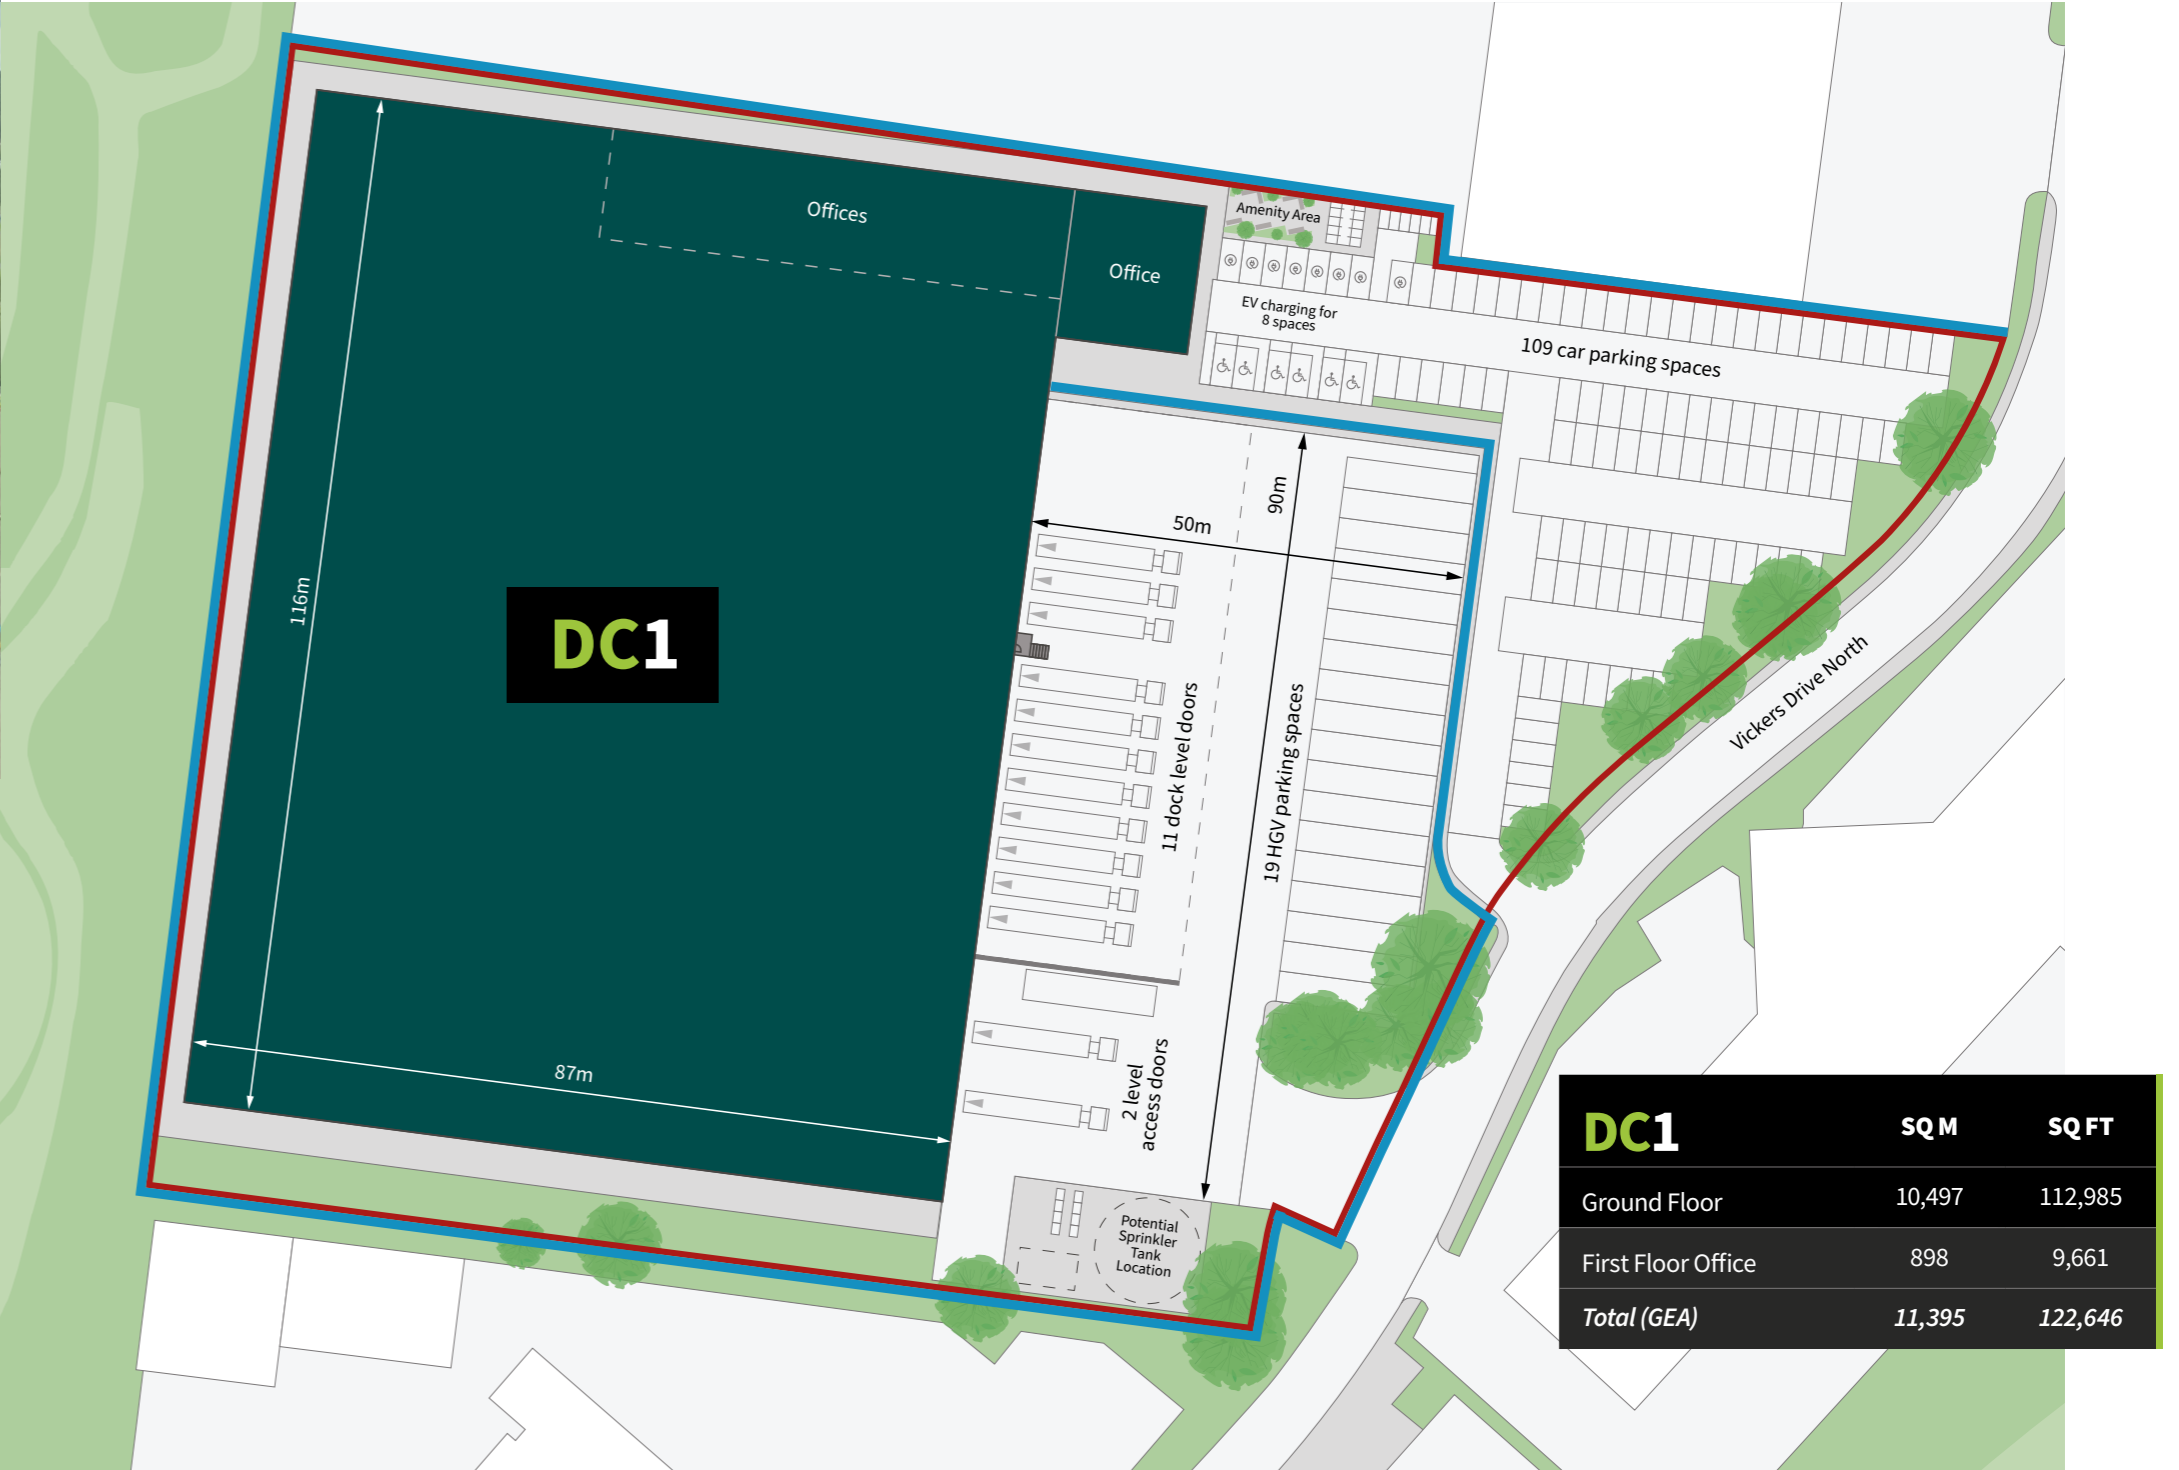 Offices
Office
Amenity Area
EV charging for
8 spaces
109 car parking spaces
116m
DC1
50m
90m
11 dock level doors
19 HGV parking spaces
Vickers Drive North
2 level
access doors
87m
Potential
Sprinkler
Tank
Location
DC1 SQ M SQ FT
Ground Floor 10,497 112,985
First Floor Office 898 9,661
Total (GEA) 11,395 122,646